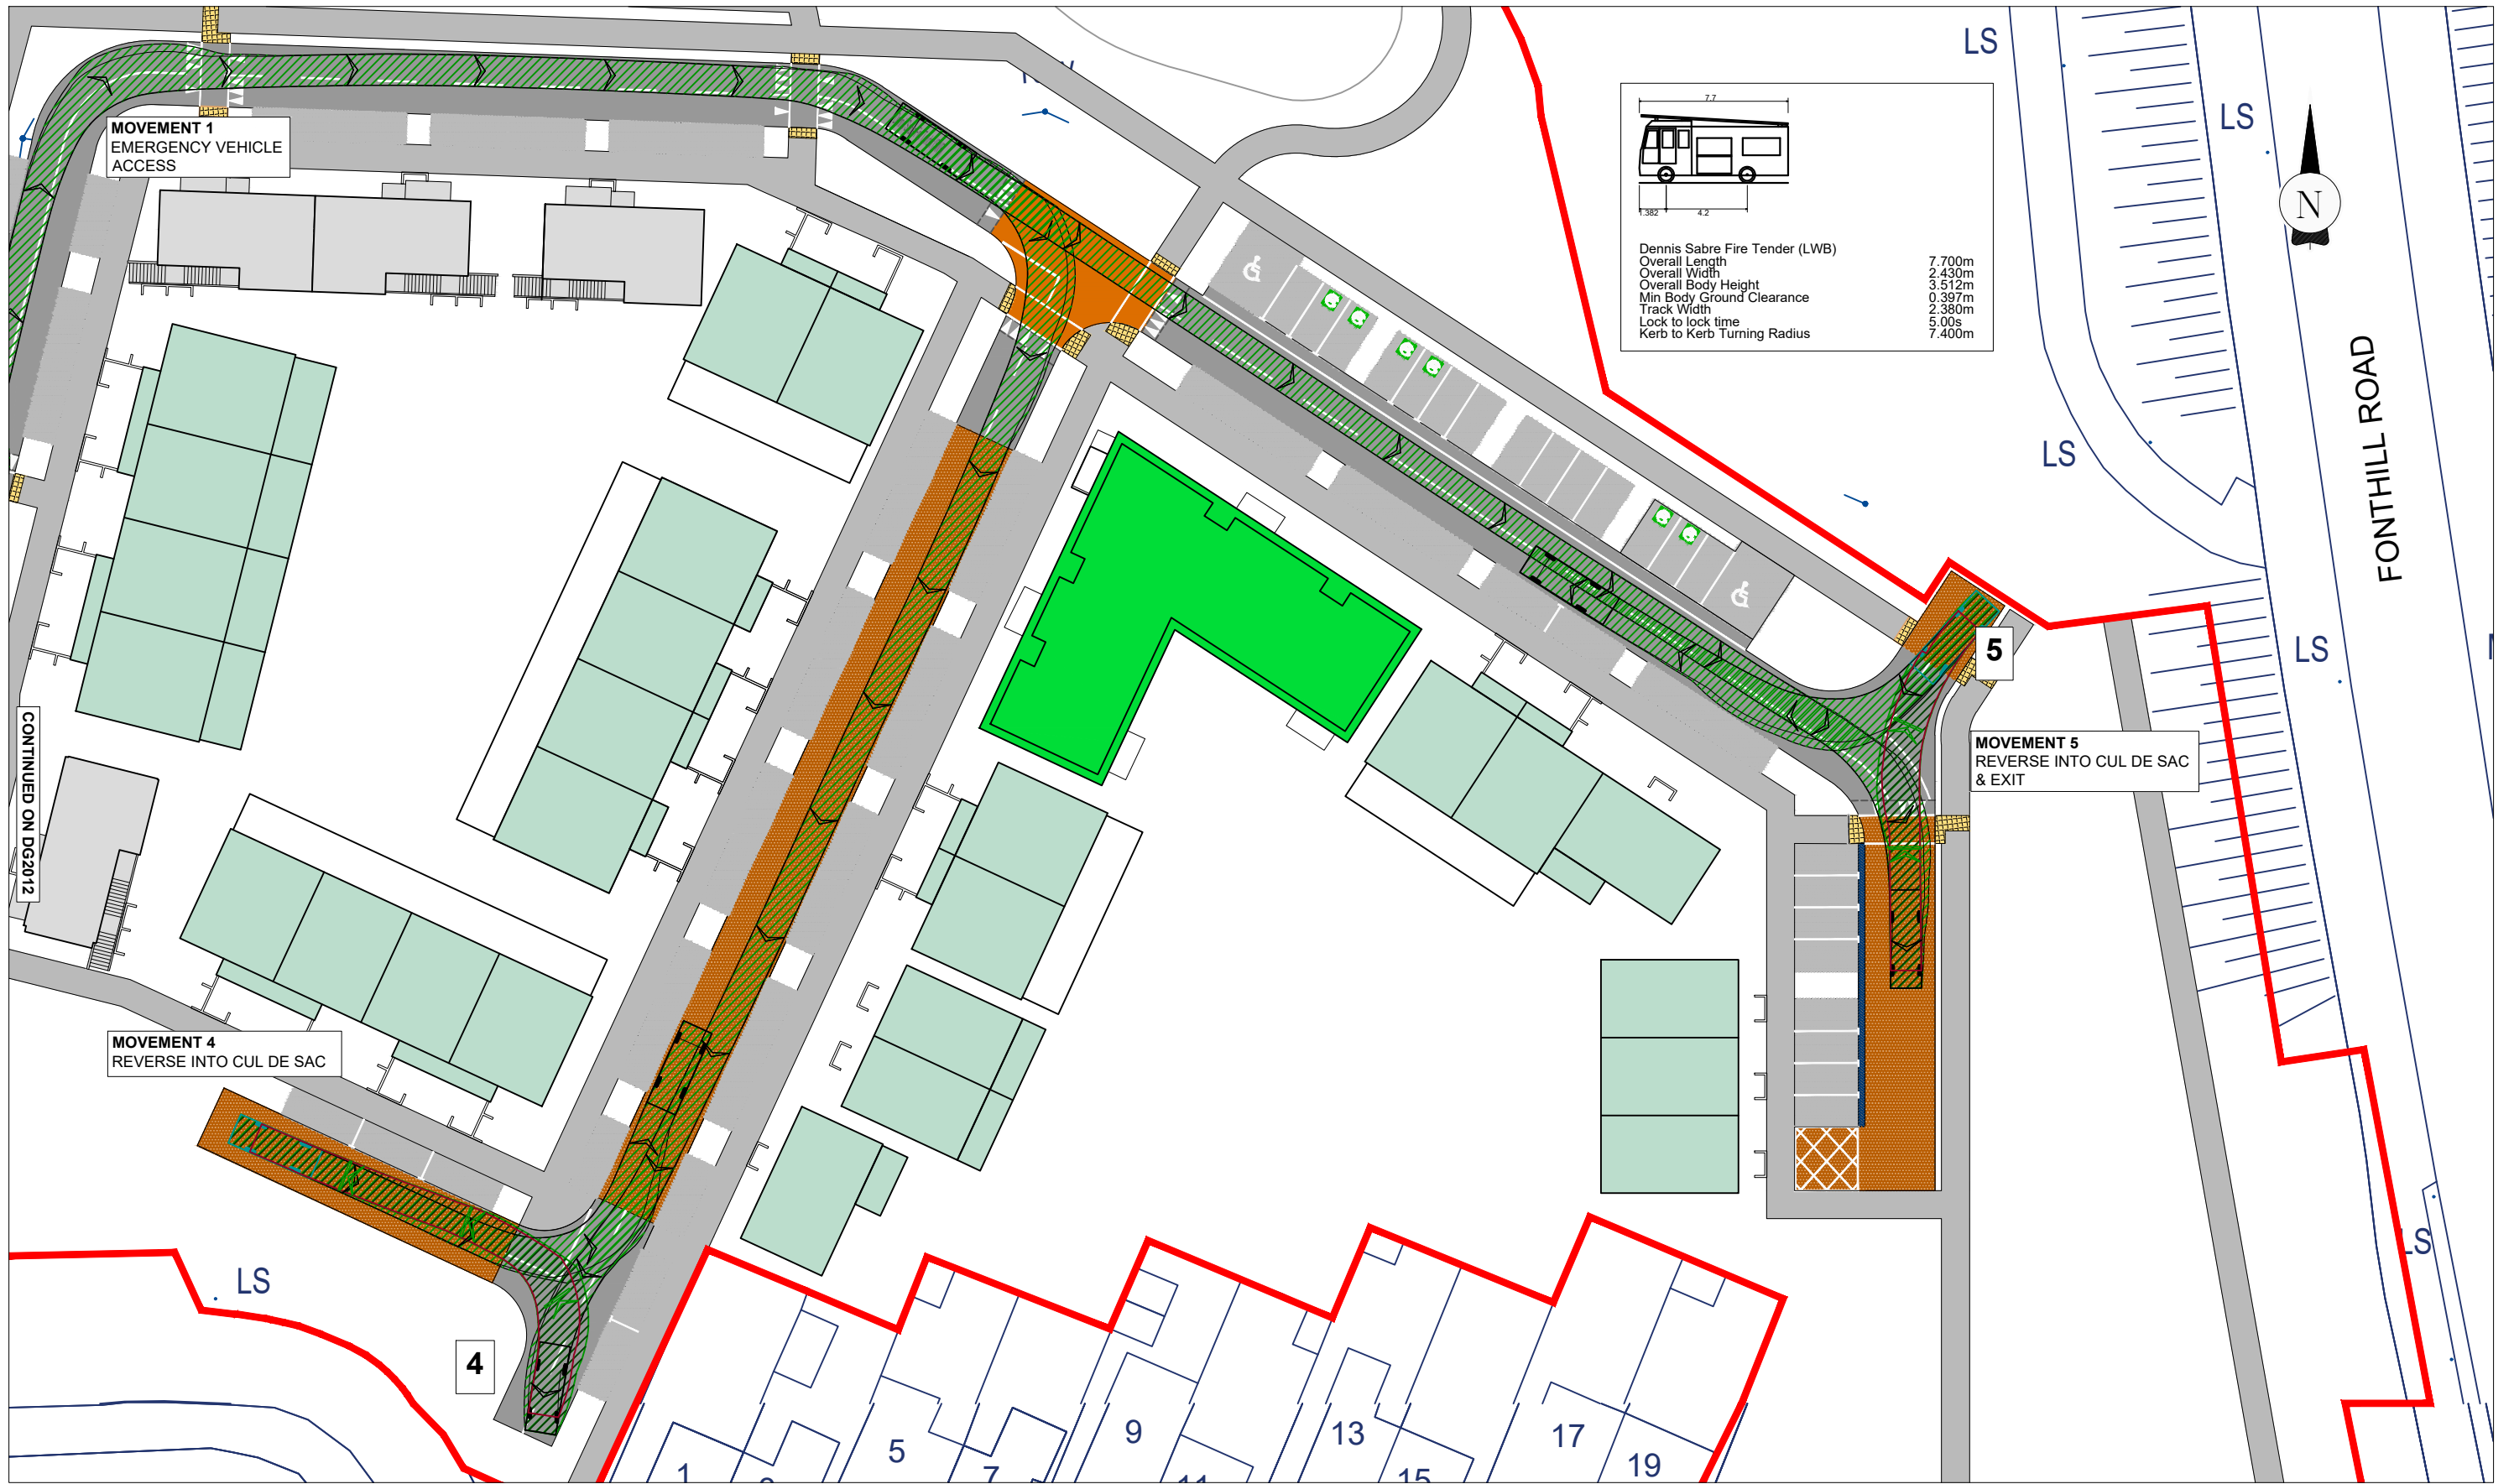 LS
LS
MOVEMENT 1
EMERGENCY VEHICLE
ACCESS
7.7
1.382
4.2
Dennis Sabre Fire Tender (LWB)
Overall Length 7.700m
Overall Width 2.430m
Overall Body Height 3.512m
Min Body Ground Clearance 0.397m
Track Width 2.380m
Lock to lock time 5.00s
Kerb to Kerb Turning Radius 7.400m
N
FONTHILL ROAD
LS
LS
5
MOVEMENT 5
REVERSE INTO CUL DE SAC
& EXIT
CONTINUED ON DG2012
MOVEMENT 4
REVERSE INTO CUL DE SAC
LS
LS
4
1
5
7
9
11
13
15
17
19